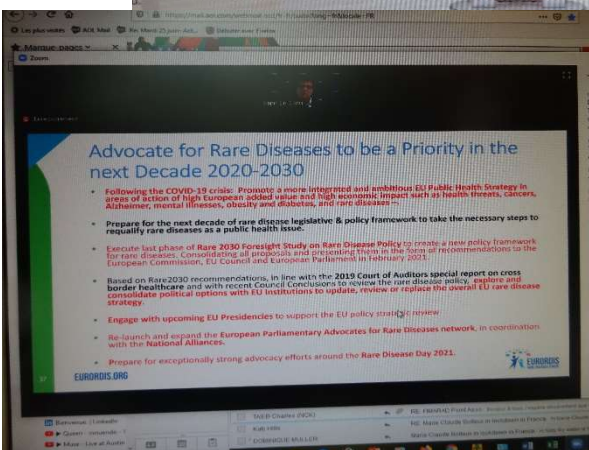 Les plus visités
AOL Mail
Marque-pages
Zoom
Advocate for Rare Diseases to be a Priority in the
next Decade 2020-2030
• Following the COVID-19 crisis: Promote a more integrated and ambitious EU Public Health Strategy in
areas of action of high European added value and high economic impact such as health threats, cancers,
Alzheimer, mental illnesses, obesity and diabetes, and rare diseases –.
• Prepare for the next decade of rare disease legislative & policy framework to take the necessary steps to
requalify rare diseases as a public health issue.
• Execute last phase of Rare 2030 Foresight Study on Rare Disease Policy to create a new policy framework
for rare diseases. Consolidating all proposals and presenting them in the form of recommendations to the
European Commission, EU Council and European Parliament in February 2021.
• Based on Rare2030 recommendations, in line with the 2019 Court of Auditors special report on cross
border healthcare and with recent Council Conclusions to review the rare disease policy, explore and
consolidate political options with EU Institutions to update, review or replace the overall EU rare disease
strategy.
• Engage with upcoming EU Presidencies to support the EU policy strategic review
• Re-launch and expand the European Parliamentary Advocates for Rare Diseases network, in coordination
with the National Alliances.
• Prepare for exceptionally strong advocacy efforts around the Rare Disease Day 2021.
EURORDIS.ORG
EURORDIS
Bienvenue | LinkedIn
TAIEB Charles
DOMINIQUE MULLER